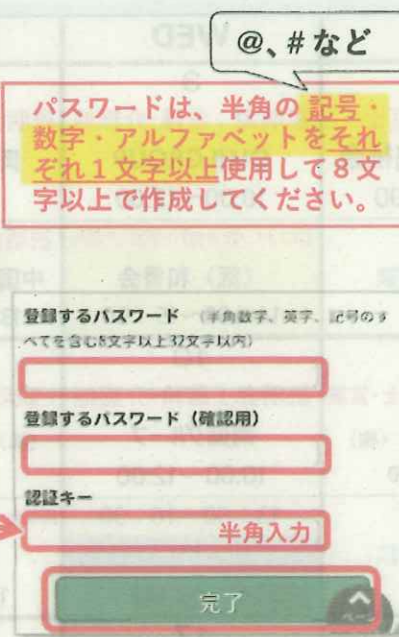 @、#など
パスワードは、半角の記号・
数字・アルファベットをそれ
ぞれ1文字以上使用して8文
字以上で作成してください。
登録するパスワード (半角数字、英字、記号のす
べてを含む8文字以上32文字以内)
登録するパスワード(確認用)
認証キー
半角入力
完了